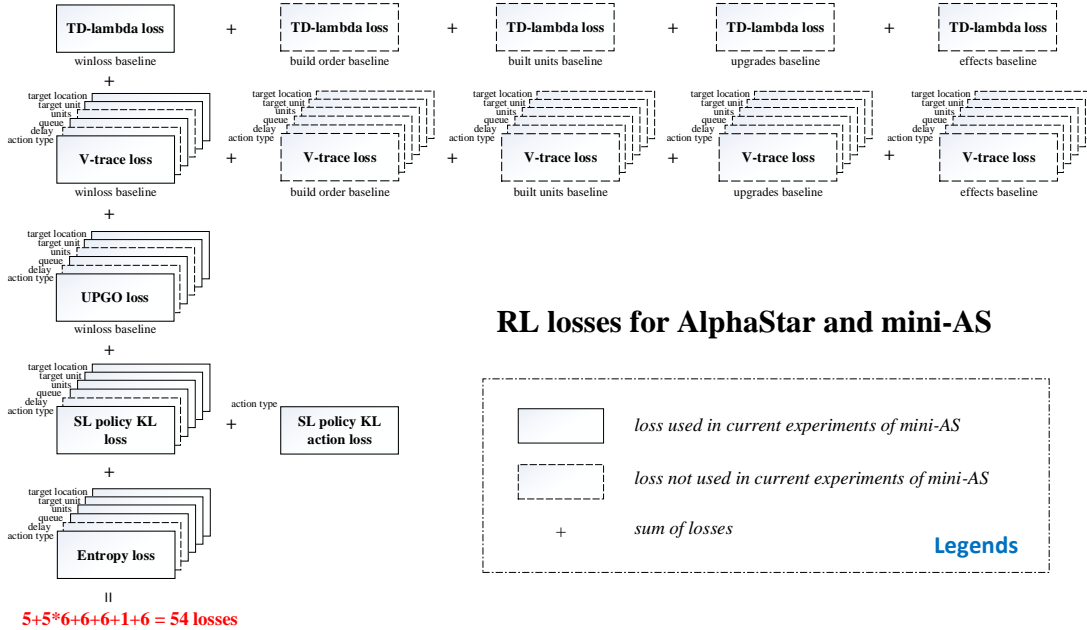 TD-lambda loss + TD-lambda loss + TD-lambda loss + TD-lambda loss + TD-lambda loss
winloss baseline build order baseline built units baseline upgrades baseline effects baseline
+
target location target location target location target location target location
target unit target unit target unit target unit target unit
units units units units units
queue queue queue queue queue
delay delay delay delay delay
action type action type action type action type action type
V-trace loss + V-trace loss + V-trace loss + V-trace loss + V-trace loss
winloss baseline build order baseline built units baseline upgrades baseline effects baseline
+
target location
target unit
units
queue
delay
action type
UPGO loss
winloss baseline
+
RL losses for AlphaStar and mini-AS
target location
target unit
units
queue
delay
action type
SL policy KL
loss
+
action type
SL policy KL
action loss
+
target location
target unit
units
queue
delay
action type
Entropy loss
=
5+5*6+6+6+1+6 = 54 losses
loss used in current experiments of mini-AS
loss not used in current experiments of mini-AS
+ sum of losses
Legends